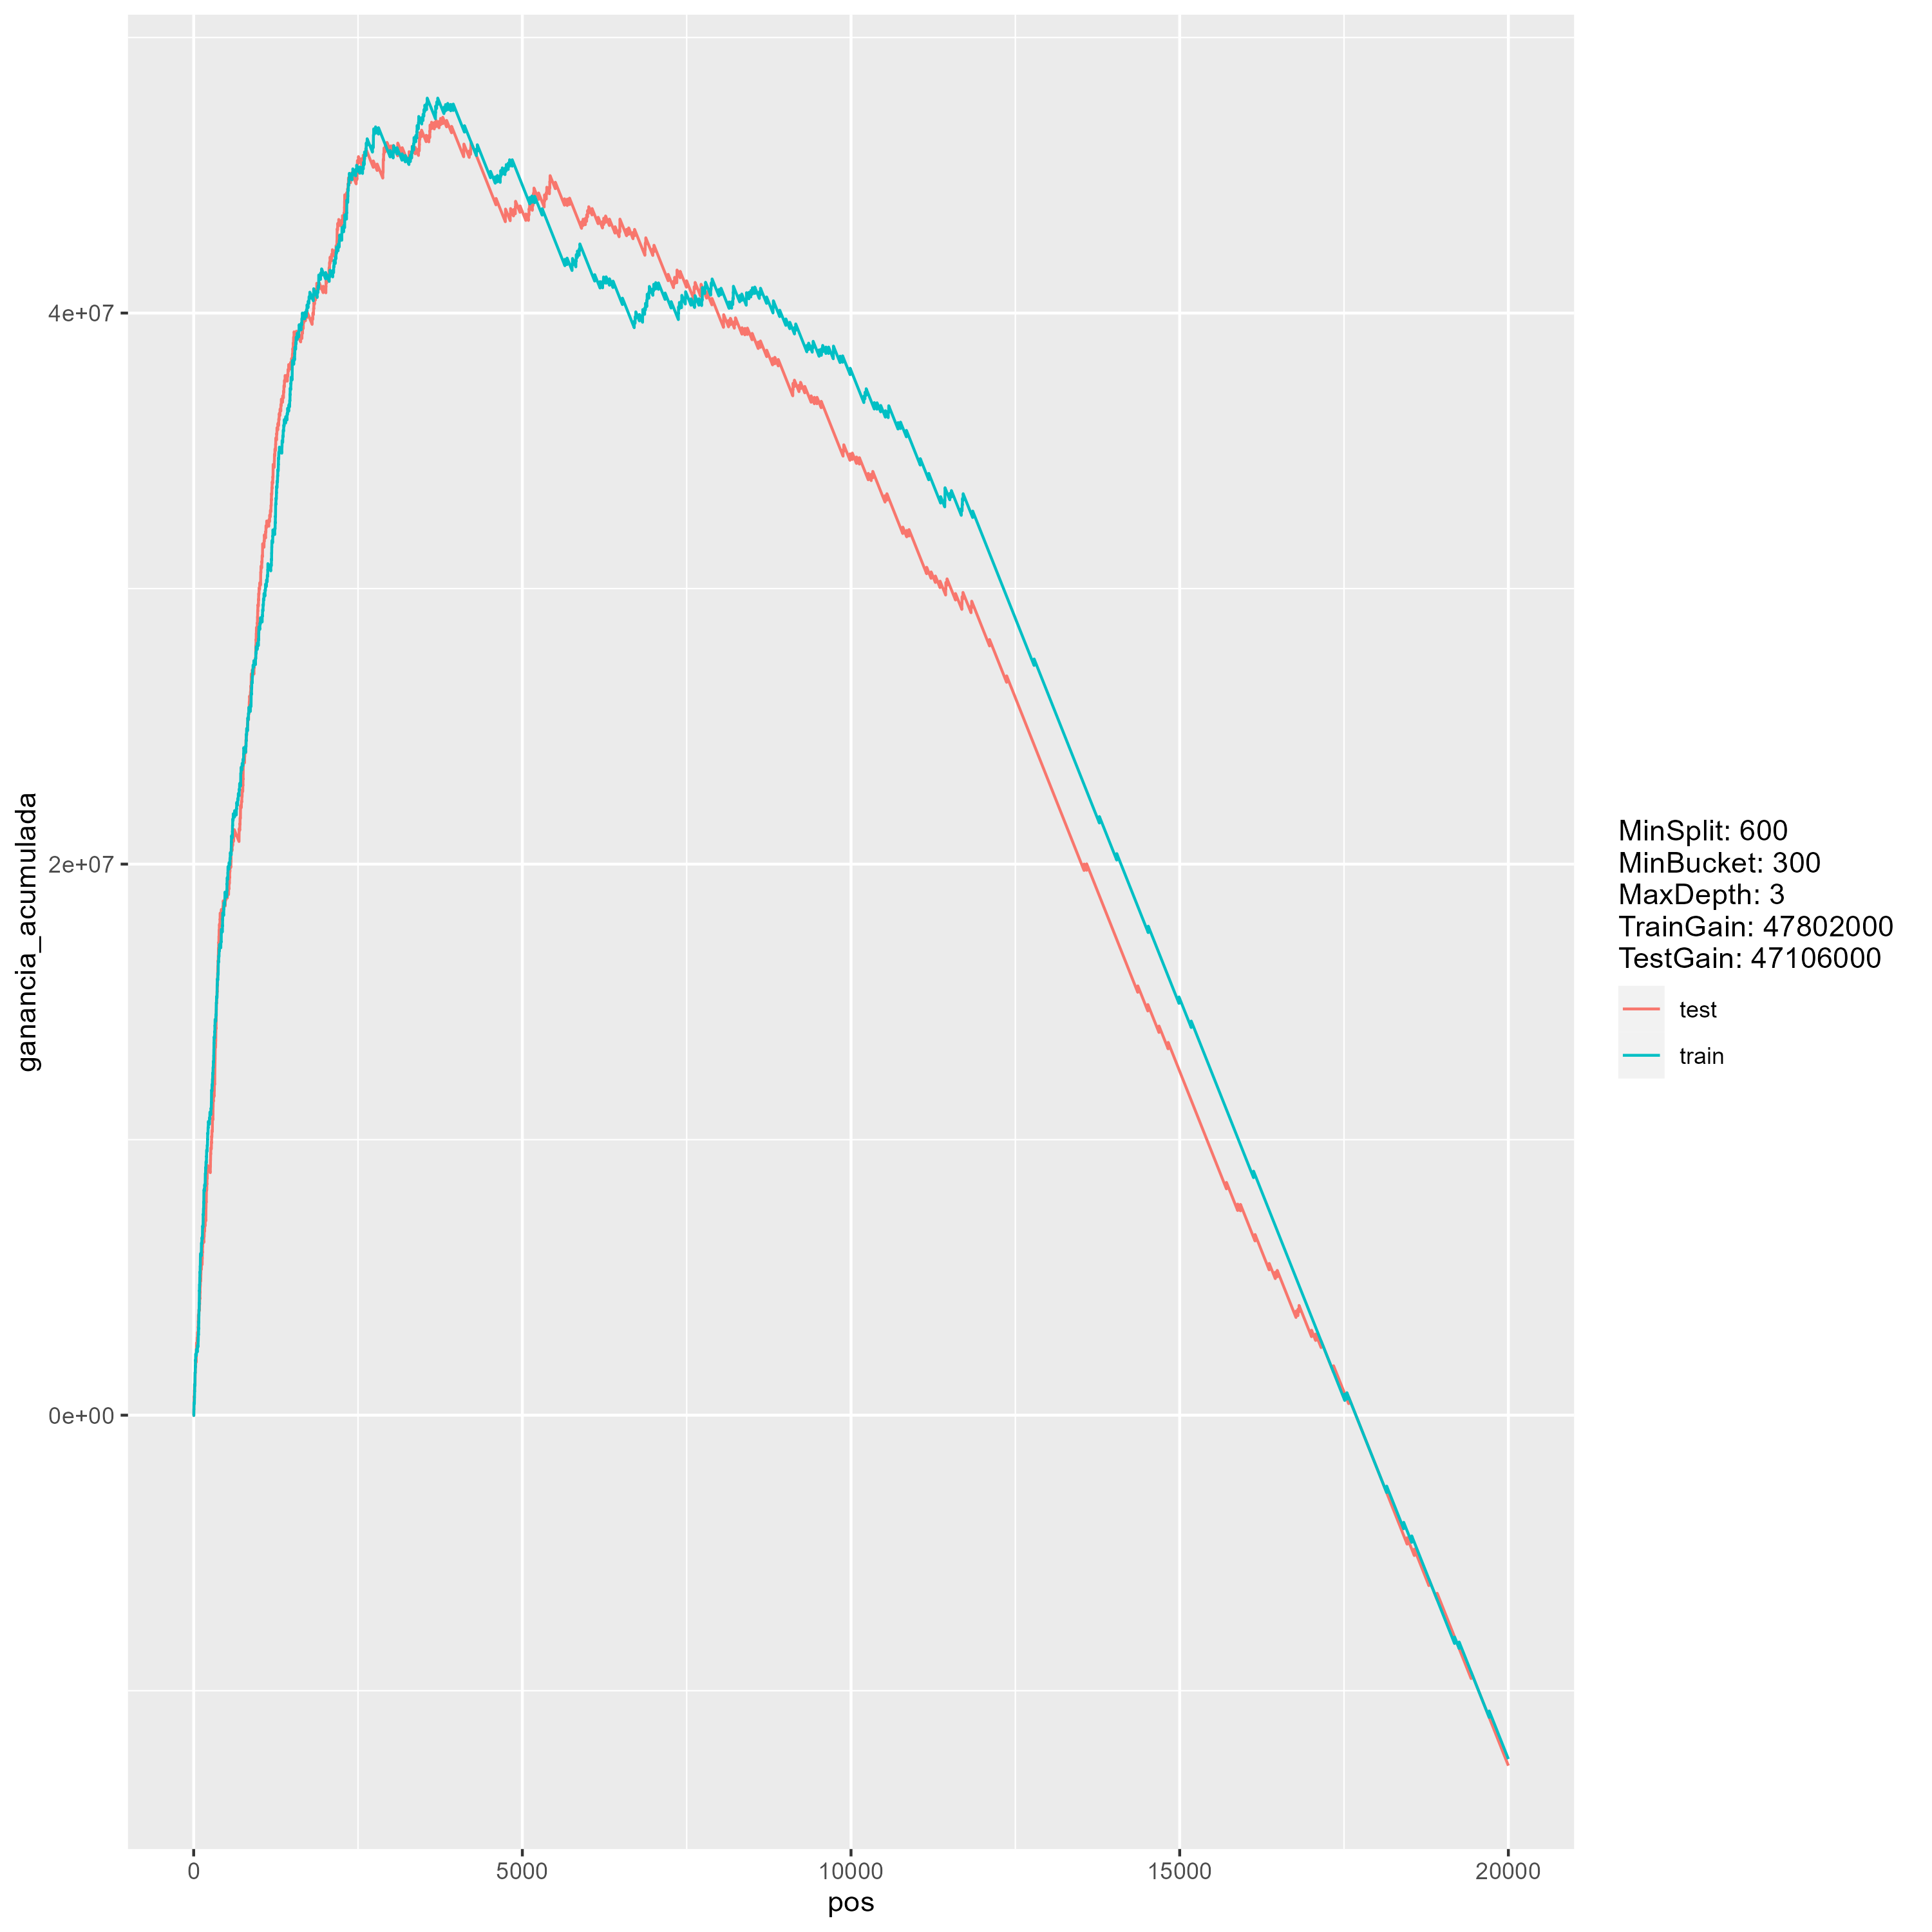 ganancia_acumulada
4e+07
2e+07
0e+00
0
5000
10000
15000
20000
pos
MinSplit: 600
MinBucket: 300
MaxDepth: 3
TrainGain: 47802000
TestGain: 47106000
test
train